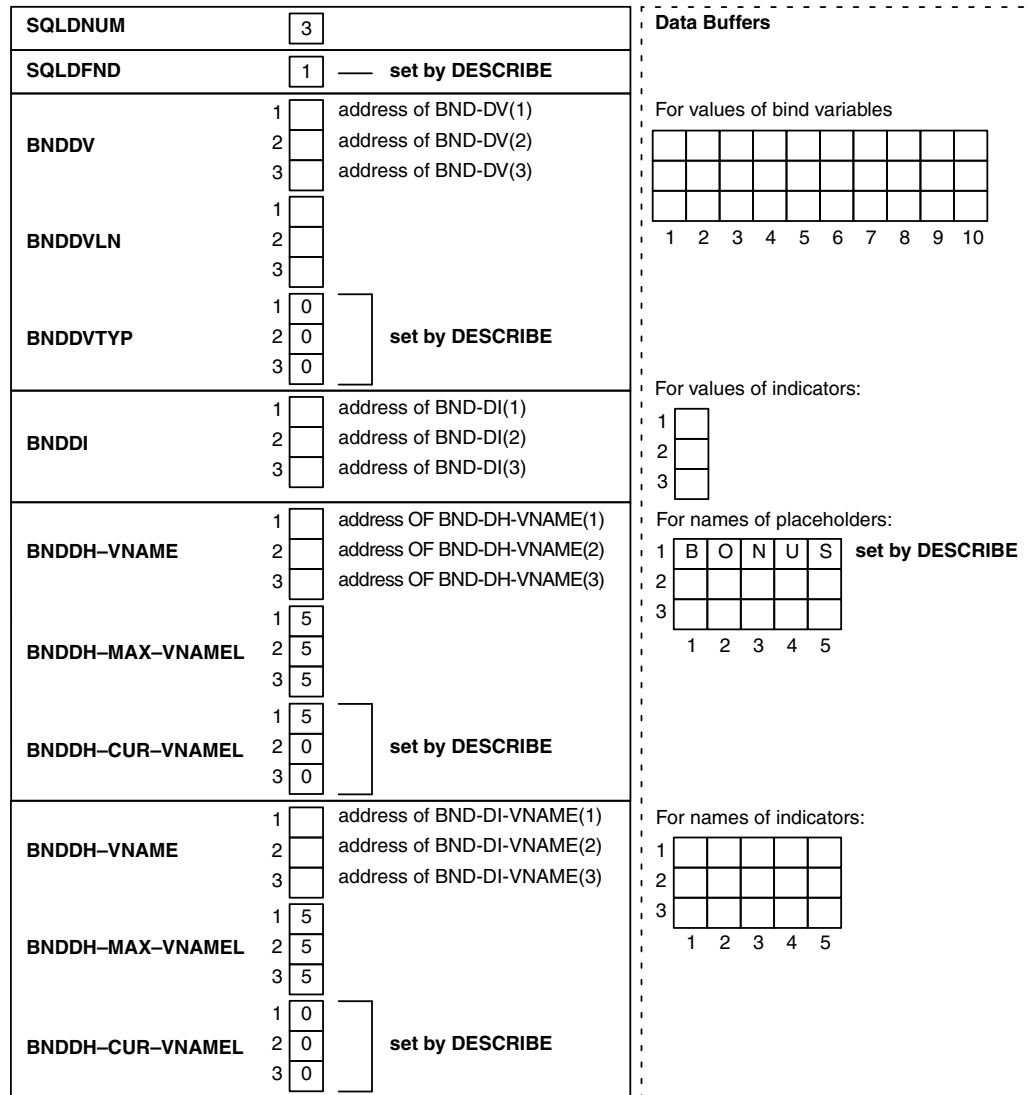 SQLDNUM 3
SQLDFND 1 set by DESCRIBE
BNDDV
1 address of BND-DV(1)
2 address of BND-DV(2)
3 address of BND-DV(3)
BNDDVLN
1
2
3
BNDDVTYP
1 0
2 0
3 0
set by DESCRIBE
BNDDI
1 address of BND-DI(1)
2 address of BND-DI(2)
3 address of BND-DI(3)
BNDDH–VNAME
1 address OF BND-DH-VNAME(1)
2 address OF BND-DH-VNAME(2)
3 address OF BND-DH-VNAME(3)
BNDDH–MAX–VNAMEL
1 5
2 5
3 5
BNDDH–CUR–VNAMEL
1 5
2 0
3 0
set by DESCRIBE
BNDDH–VNAME
1 address of BND-DI-VNAME(1)
2 address of BND-DI-VNAME(2)
3 address of BND-DI-VNAME(3)
BNDDH–MAX–VNAMEL
1 5
2 5
3 5
BNDDH–CUR–VNAMEL
1 0
2 0
3 0
set by DESCRIBE
Data Buffers
For values of bind variables
1 2 3 4 5 6 7 8 9 10
For values of indicators:
1
2
3
For names of placeholders:
1 B O N U S set by DESCRIBE
2
3
1 2 3 4 5
For names of indicators:
1
2
3
1 2 3 4 5